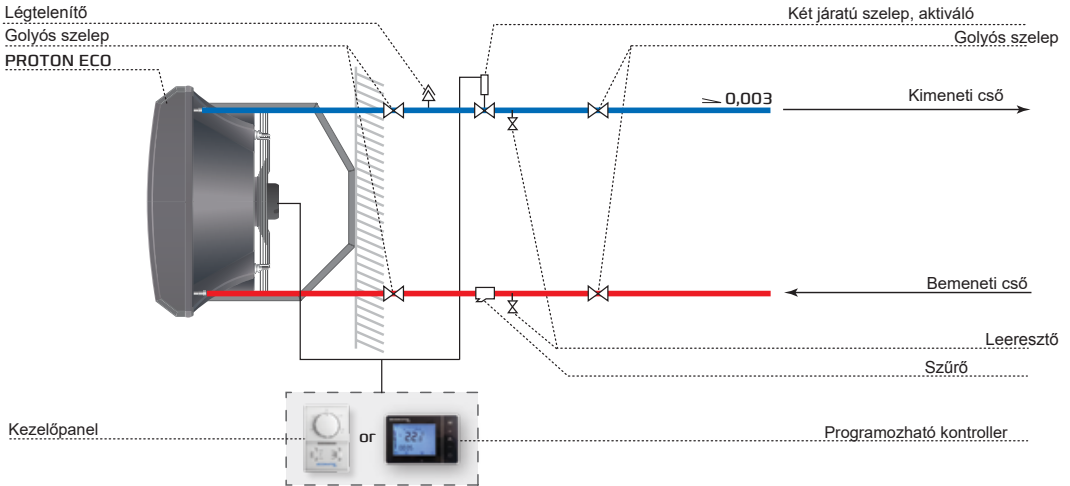 Légtelenítő
Két járatú szelep, aktiváló
Golyós szelep
Golyós szelep
PROTON ECO
0,003
Kimeneti cső
Bemeneti cső
Leeresztő
Szűrő
Kezelőpanel
or
Programozható kontroller